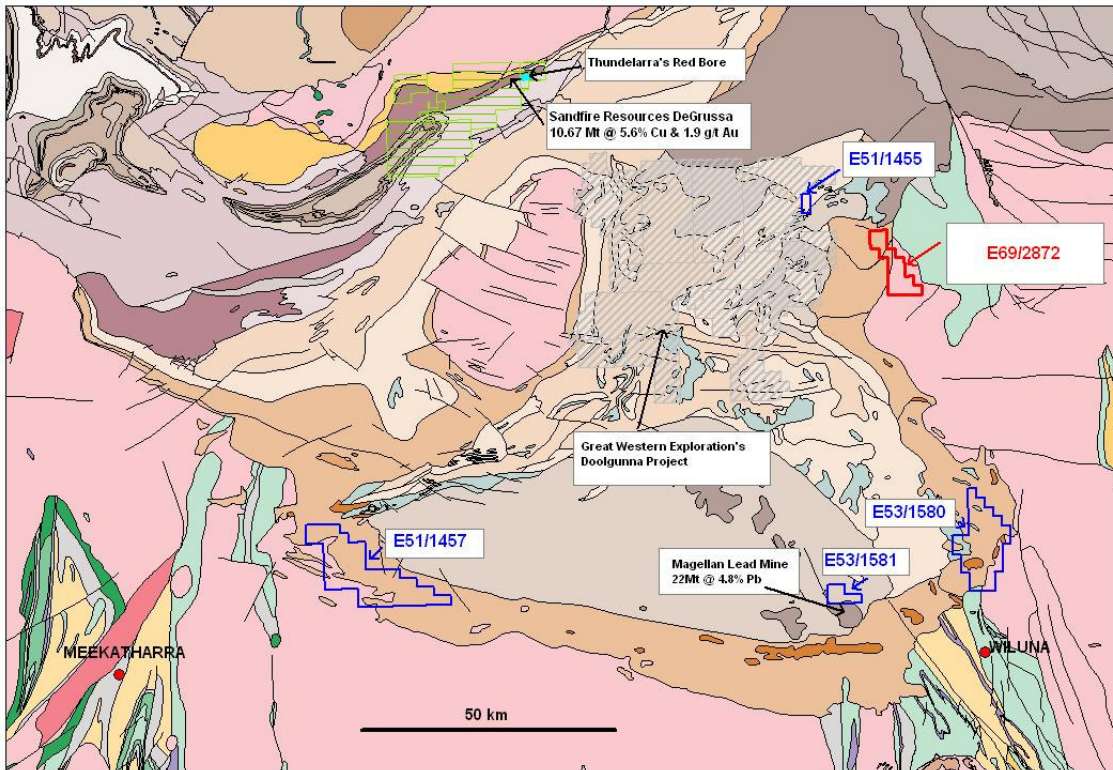 Thundelarra's Red Bore
Sandfire Resources DeGrussa
10.67 Mt @ 5.6% Cu & 1.9 g/t Au
E51/1455
E69/2872
Great Western Exploration's
Doolgunna Project
E53/1580
E51/1457
Magellan Lead Mine
22Mt @ 4.8% Pb
E53/1581
MEEKATHARRA
WILUNA
50 km